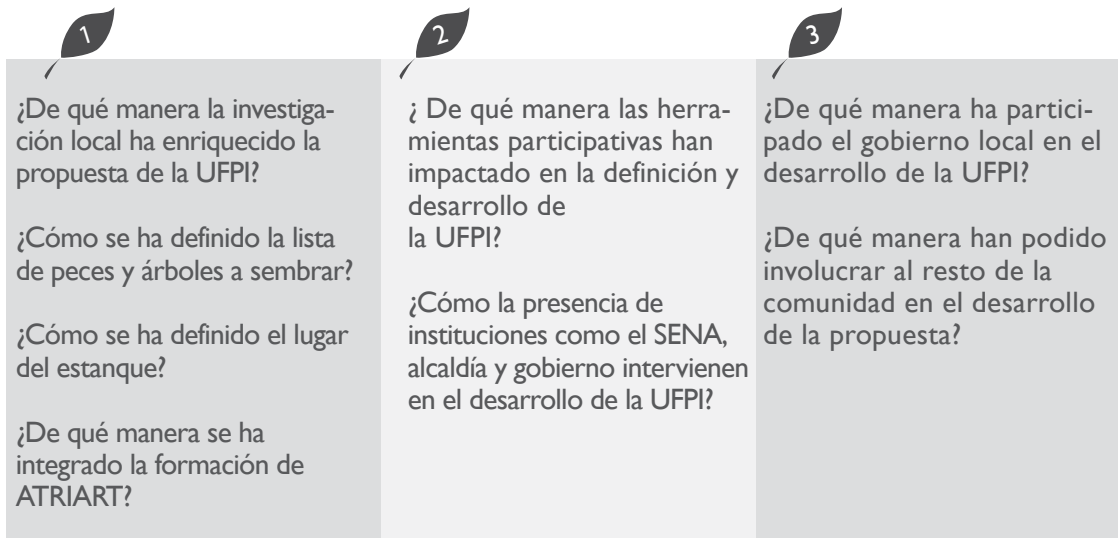 1
¿De qué manera la investiga-
ción local ha enriquecido la
propuesta de la UFPI?
¿Cómo se ha definido la lista
de peces y árboles a sembrar?
¿Cómo se ha definido el lugar
del estanque?
¿De qué manera se ha
integrado la formación de
ATRIART?
2
¿ De qué manera las herra-
mientas participativas han
impactado en la definición y
desarrollo de
la UFPI?
¿Cómo la presencia de
instituciones como el SENA,
alcaldía y gobierno intervienen
en el desarrollo de la UFPI?
3
¿De qué manera ha partici-
pado el gobierno local en el
desarrollo de la UFPI?
¿De qué manera han podido
involucrar al resto de la
comunidad en el desarrollo
de la propuesta?